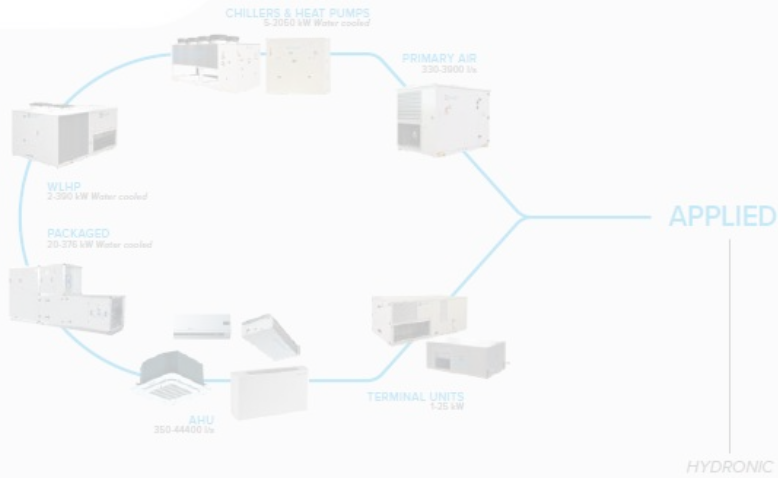 CHILLERS & HEAT PUMPS
5-2050 kW Water cooled
PRIMARY AIR
330-3900 l/s
WLHP
2-390 kW Water cooled
PACKAGED
20-376 kW Water cooled
APPLIED
TERMINAL UNITS
1-25 kW
AHU
350-44400 l/s
HYDRONIC